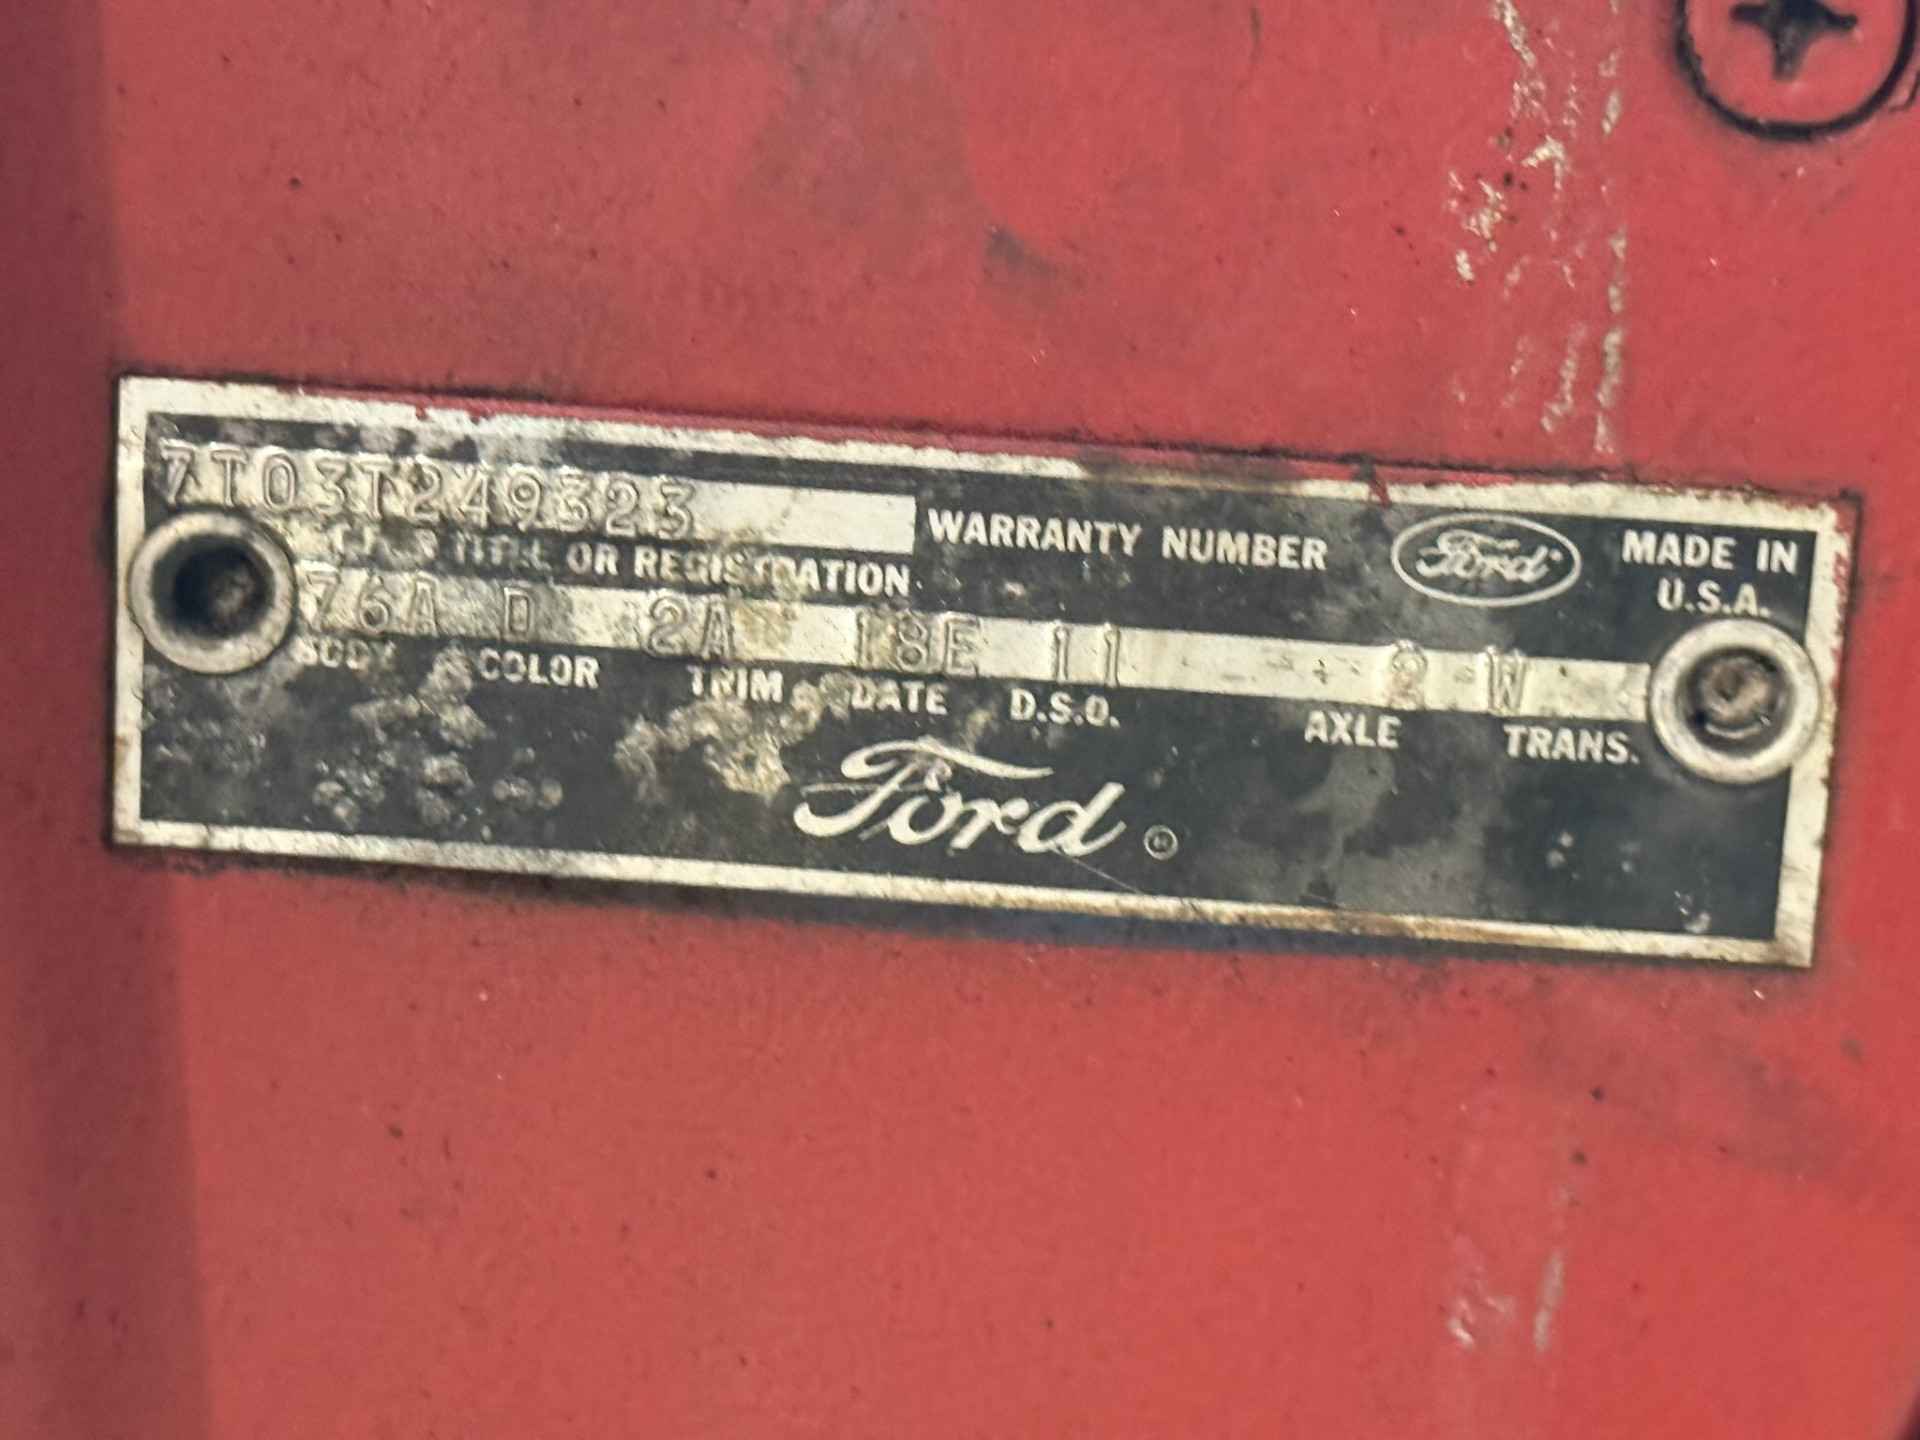 7T03T249323
WARRANTY NUMBER
Ford
MADE IN
U.S.A.
TITLE OR REGISTRATION
76A D 2A 18E 11 2 W
BODY COLOR TRIM DATE D.S.O. AXLE TRANS.
Ford ®